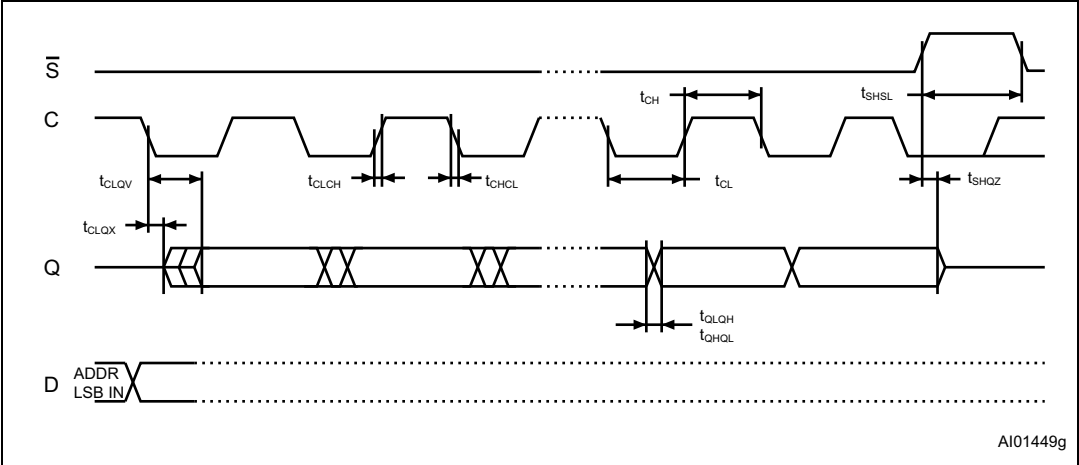 S̅
C
tCH
tSHSL
tCLQV
tCLCH
tCHCL
tCL
tSHQZ
tCLQX
Q
tQLQH
tQHQL
D
ADDR
LSB IN
AI01449g